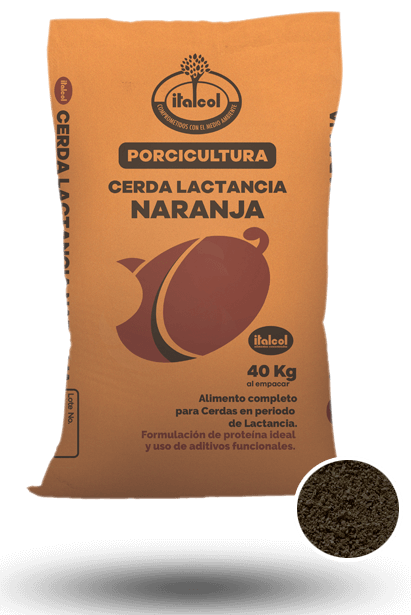 italcol
COMPROMETIDOS CON EL MEDIO AMBIENTE
PORCICULTURA
CERDA LACTANCIA
NARANJA
italcol
40 Kg
al empacar
Alimento completo
para Cerdas en periodo
de Lactancia.
Formulación de proteína ideal
y uso de aditivos funcionales.
italcol
CERDA LACTANCIA
Lote No.